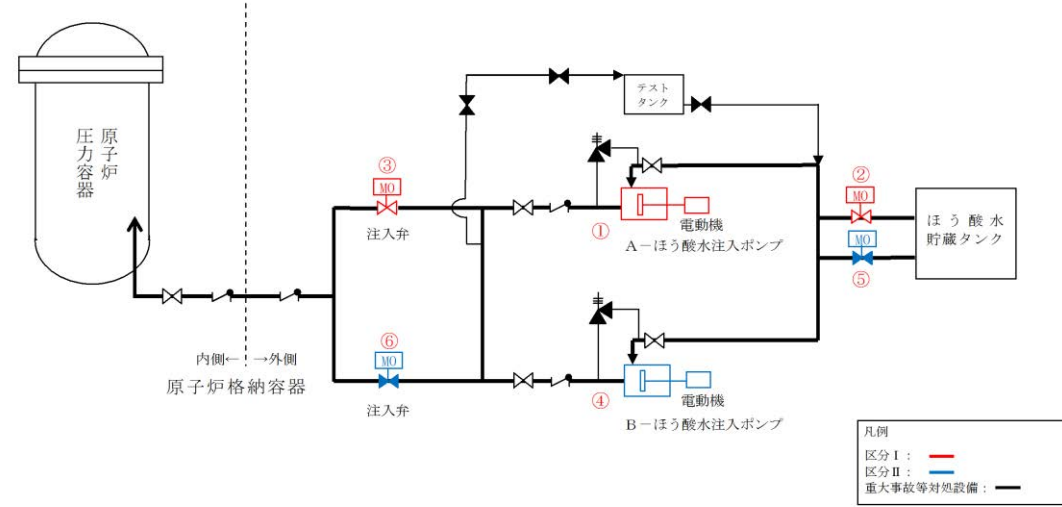 原子炉
圧力容器
テスト
タンク
③
MO
注入弁
①
電動機
A-ほう酸水注入ポンプ
②
MO
MO
⑤
ほう酸水
貯蔵タンク
⑥
MO
注入弁
内側← →外側
原子炉格納容器
④
電動機
B-ほう酸水注入ポンプ
凡例
区分Ⅰ：
区分Ⅱ：
重大事故等対処設備：